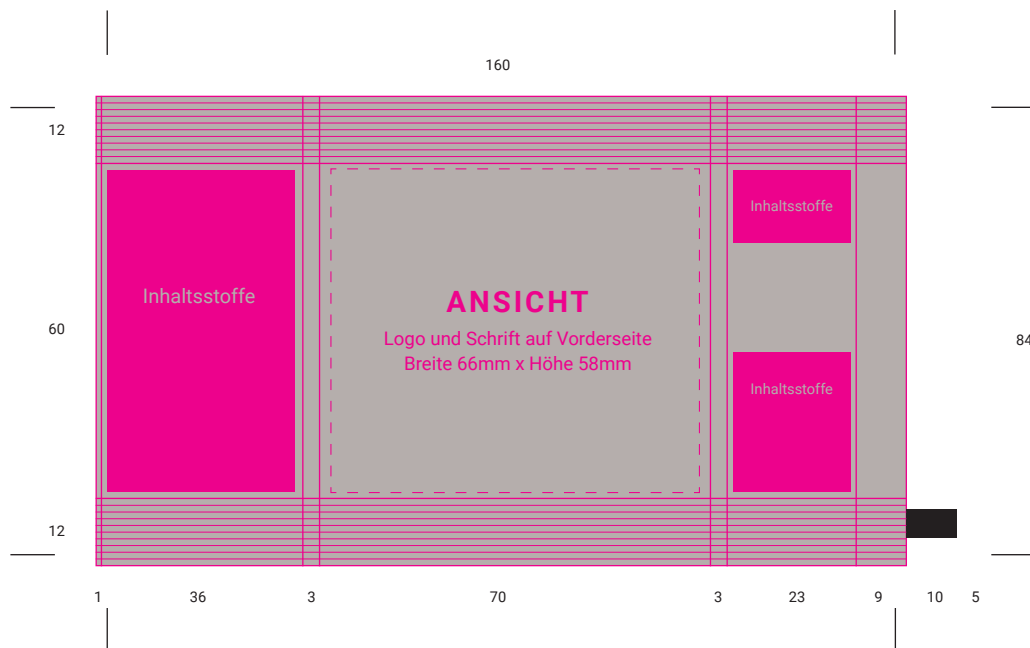 160
12
Inhaltsstoffe
Inhaltsstoffe
ANSICHT
60
Logo und Schrift auf Vorderseite
84
Breite 66mm x Höhe 58mm
Inhaltsstoffe
12
1 36 3 70 3 23 9 10 5